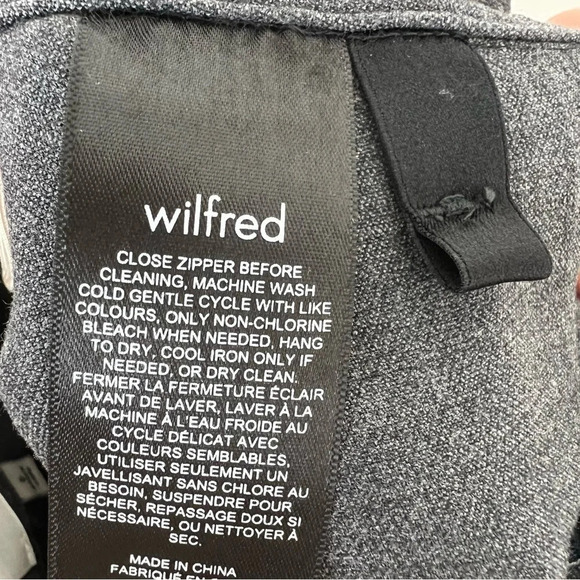 wilfred
CLOSE ZIPPER BEFORE
CLEANING, MACHINE WASH
COLD GENTLE CYCLE WITH LIKE
COLOURS, ONLY NON-CHLORINE
BLEACH WHEN NEEDED, HANG
TO DRY, COOL IRON ONLY IF
NEEDED, OR DRY CLEAN.
FERMER LA FERMETURE ÉCLAIR
AVANT DE LAVER, LAVER À LA
MACHINE À L'EAU FROIDE AU
CYCLE DÉLICAT AVEC
COULEURS SEMBLABLES,
UTILISER SEULEMENT UN
JAVELLISANT SANS CHLORE AU
BESOIN, SUSPENDRE POUR
SÉCHER, REPASSAGE DOUX SI
NÉCESSAIRE, OU NETTOYER À
SEC.
MADE IN CHINA
FABRIQUÉ EN